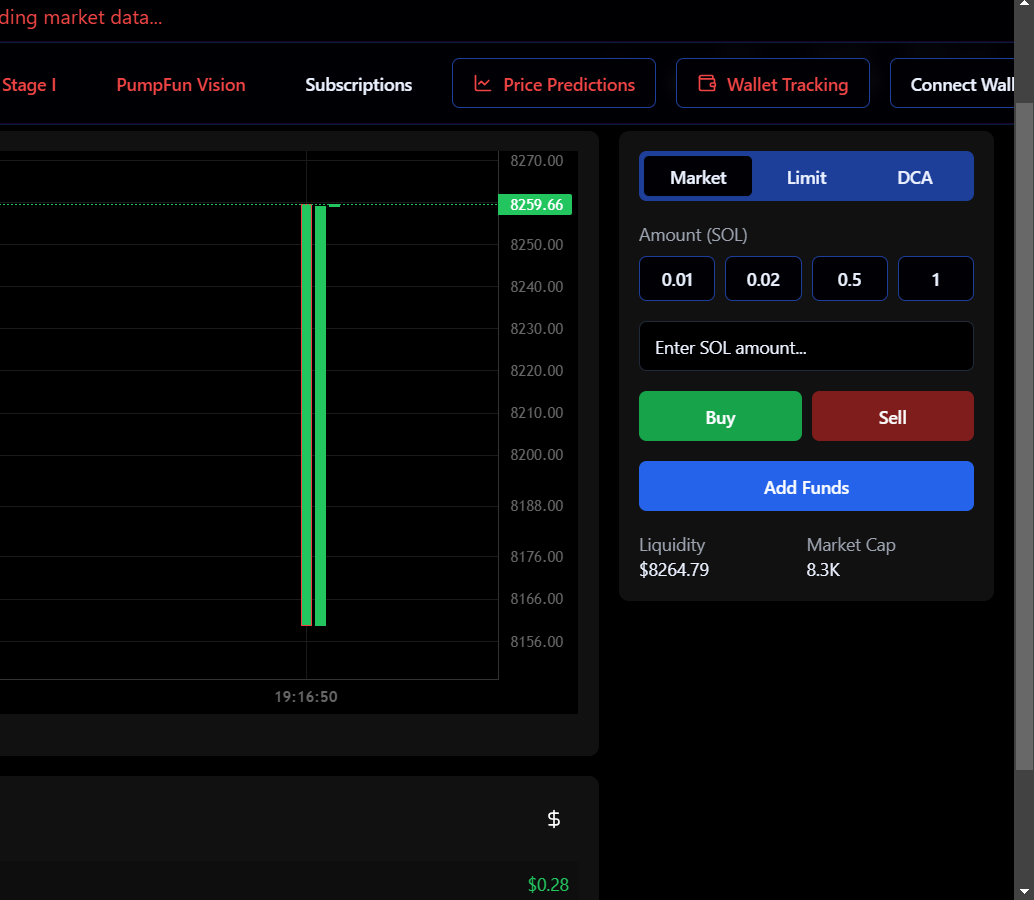 ding market data...
Stage I
PumpFun Vision
Subscriptions
Price Predictions
Wallet Tracking
Connect Wall
8270.00
8259.66
8250.00
8240.00
8230.00
8220.00
8210.00
8200.00
8188.00
8176.00
8166.00
8156.00
19:16:50
Market
Limit
DCA
Amount (SOL)
0.01
0.02
0.5
1
Enter SOL amount...
Buy
Sell
Add Funds
Liquidity
$8264.79
Market Cap
8.3K
$
$0.28